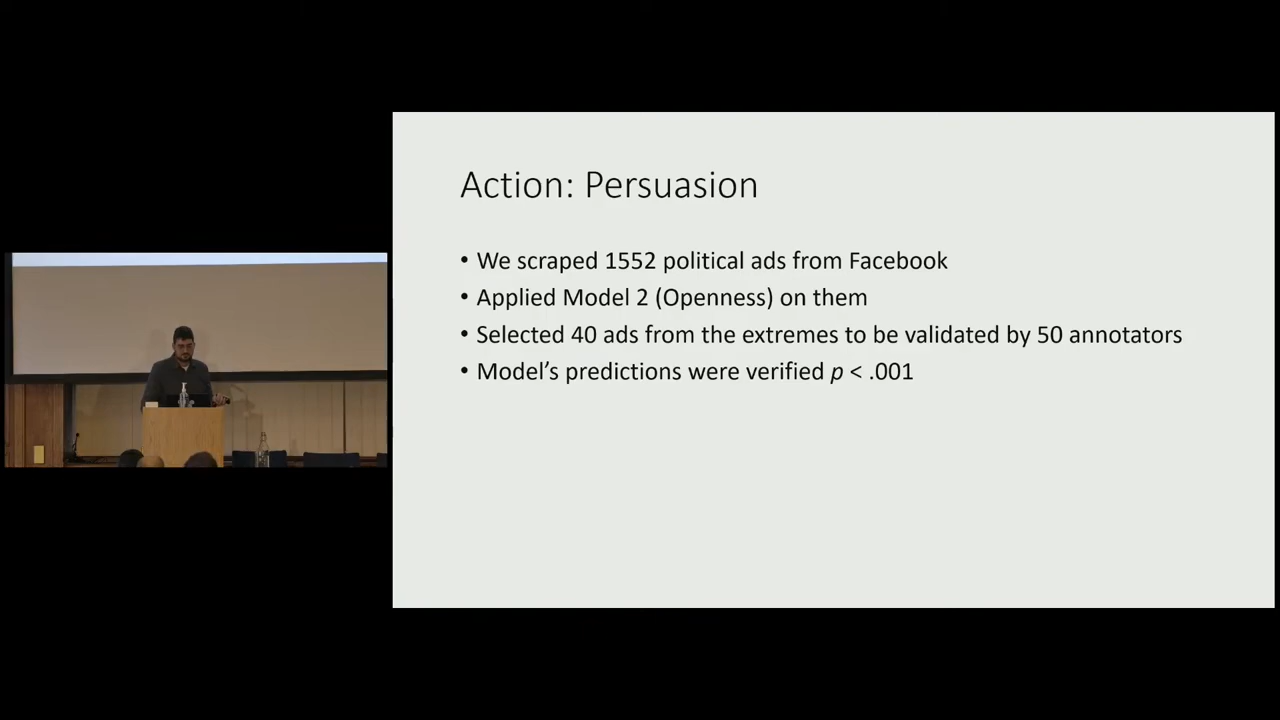 Action: Persuasion
• We scraped 1552 political ads from Facebook
• Applied Model 2 (Openness) on them
• Selected 40 ads from the extremes to be validated by 50 annotators
• Model’s predictions were verified p < .001